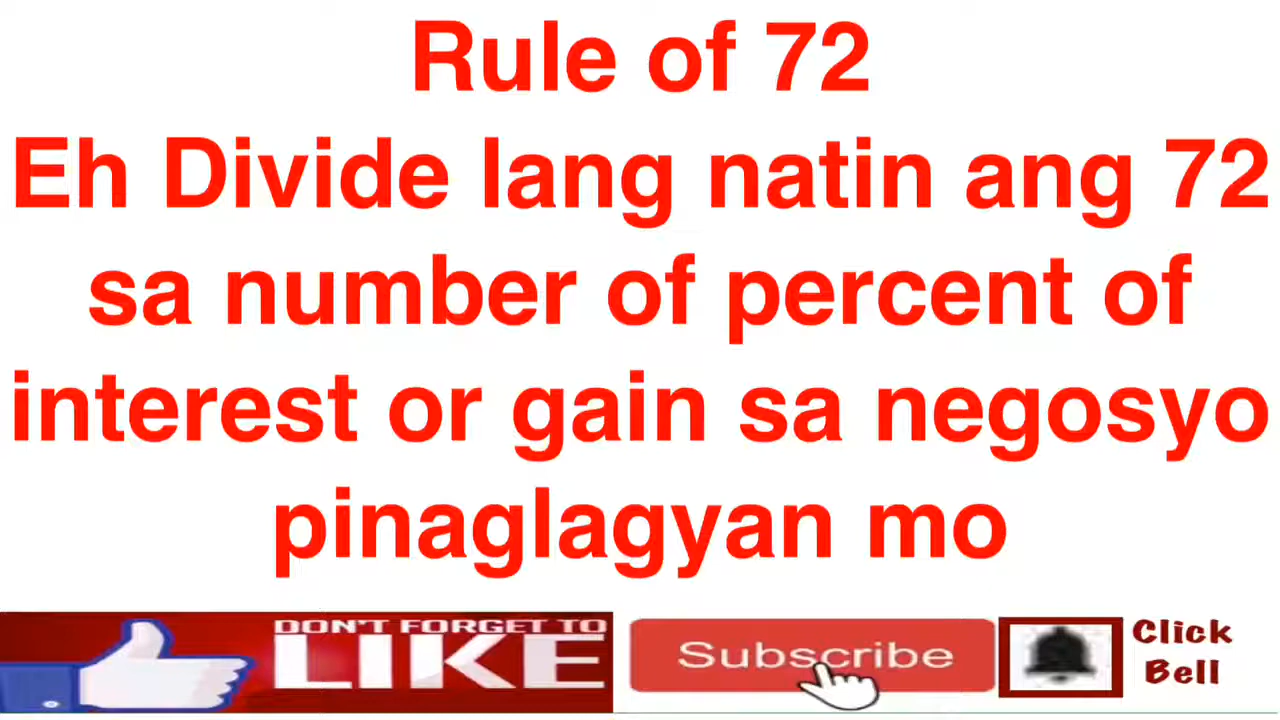 Rule of 72
Eh Divide lang natin ang 72
sa number of percent of
interest or gain sa negosyo
pinaglagyan mo
DON'T FORGET TO
LIKE
Subscribe
Click
Bell